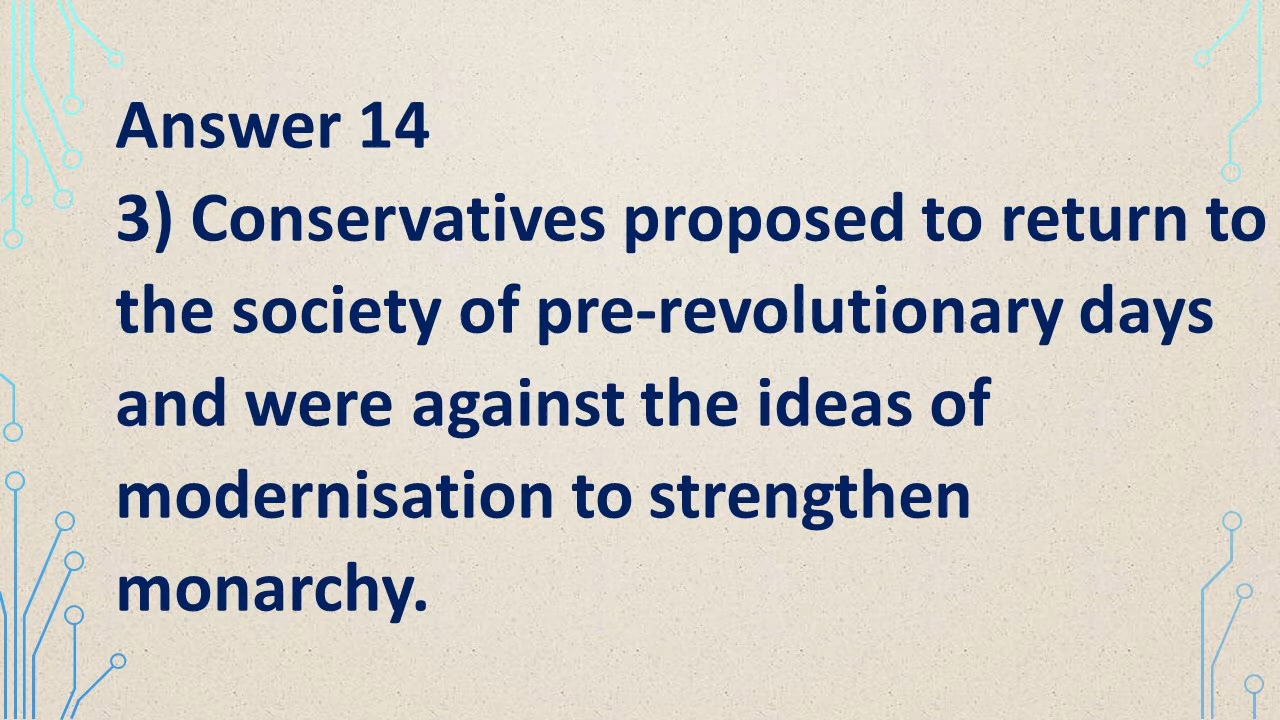 Answer 14
3) Conservatives proposed to return to
the society of pre-revolutionary days
and were against the ideas of
modernisation to strengthen
monarchy.